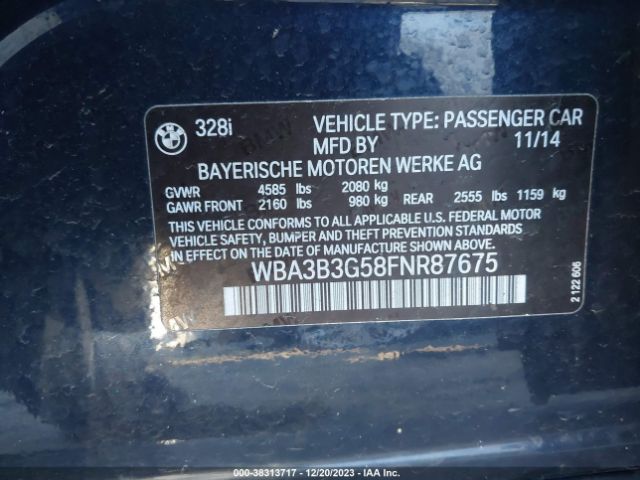 BMW
328i VEHICLE TYPE: PASSENGER CAR
MFD BY 11/14
BAYERISCHE MOTOREN WERKE AG
GVWR 4585 lbs 2080 kg
GAWR FRONT 2160 lbs 980 kg REAR 2555 lbs 1159 kg
THIS VEHICLE CONFORMS TO ALL APPLICABLE U.S. FEDERAL MOTOR
VEHICLE SAFETY, BUMPER AND THEFT PREVENTION STANDARDS
IN EFFECT ON THE DATE OF MANUFACTURE SHOWN ABOVE.
WBA3B3G58FNR87675
2 122 606
000-38313717 - 12/20/2023 - IAA Inc.